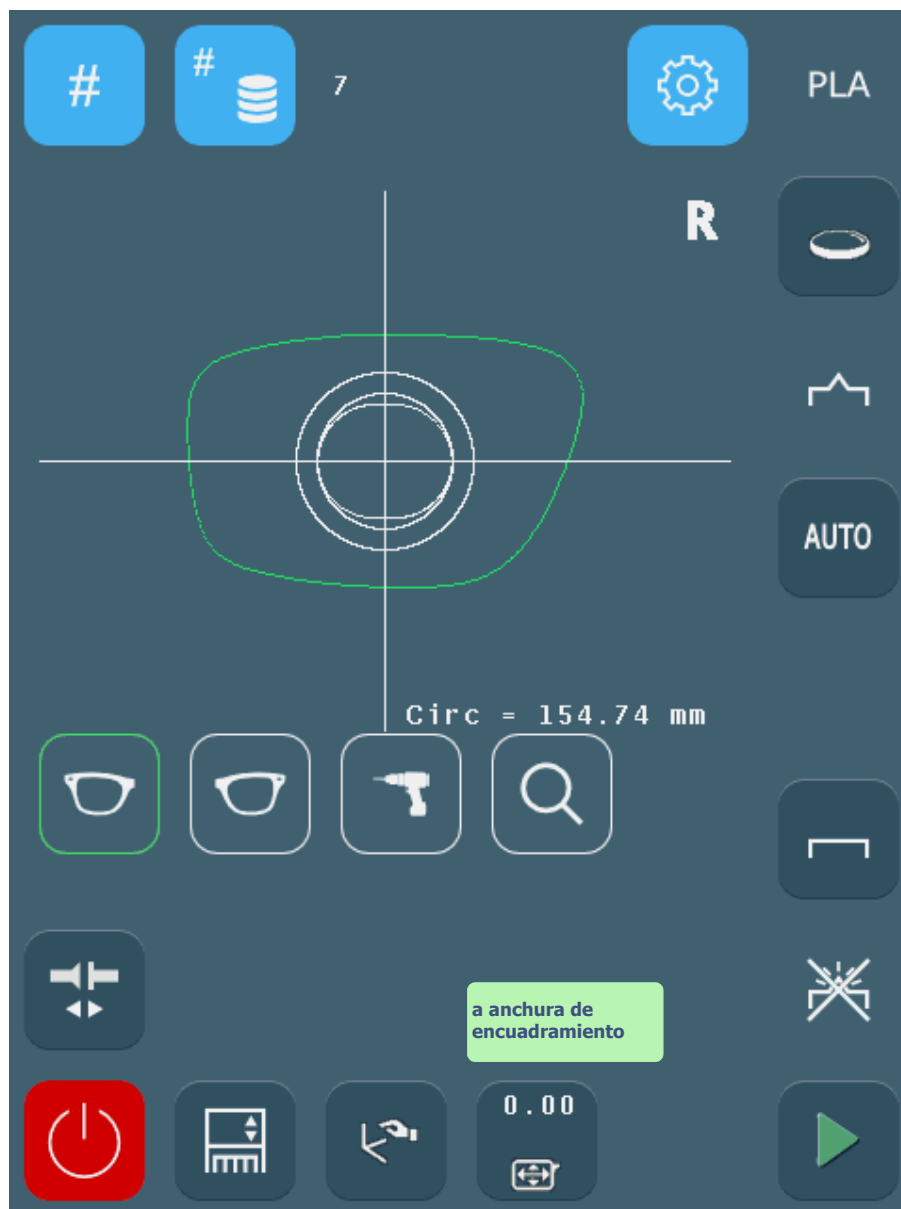 #
#
7
PLA
R
AUTO
Circ = 154.74 mm
a anchura de
encuadramiento
0.00